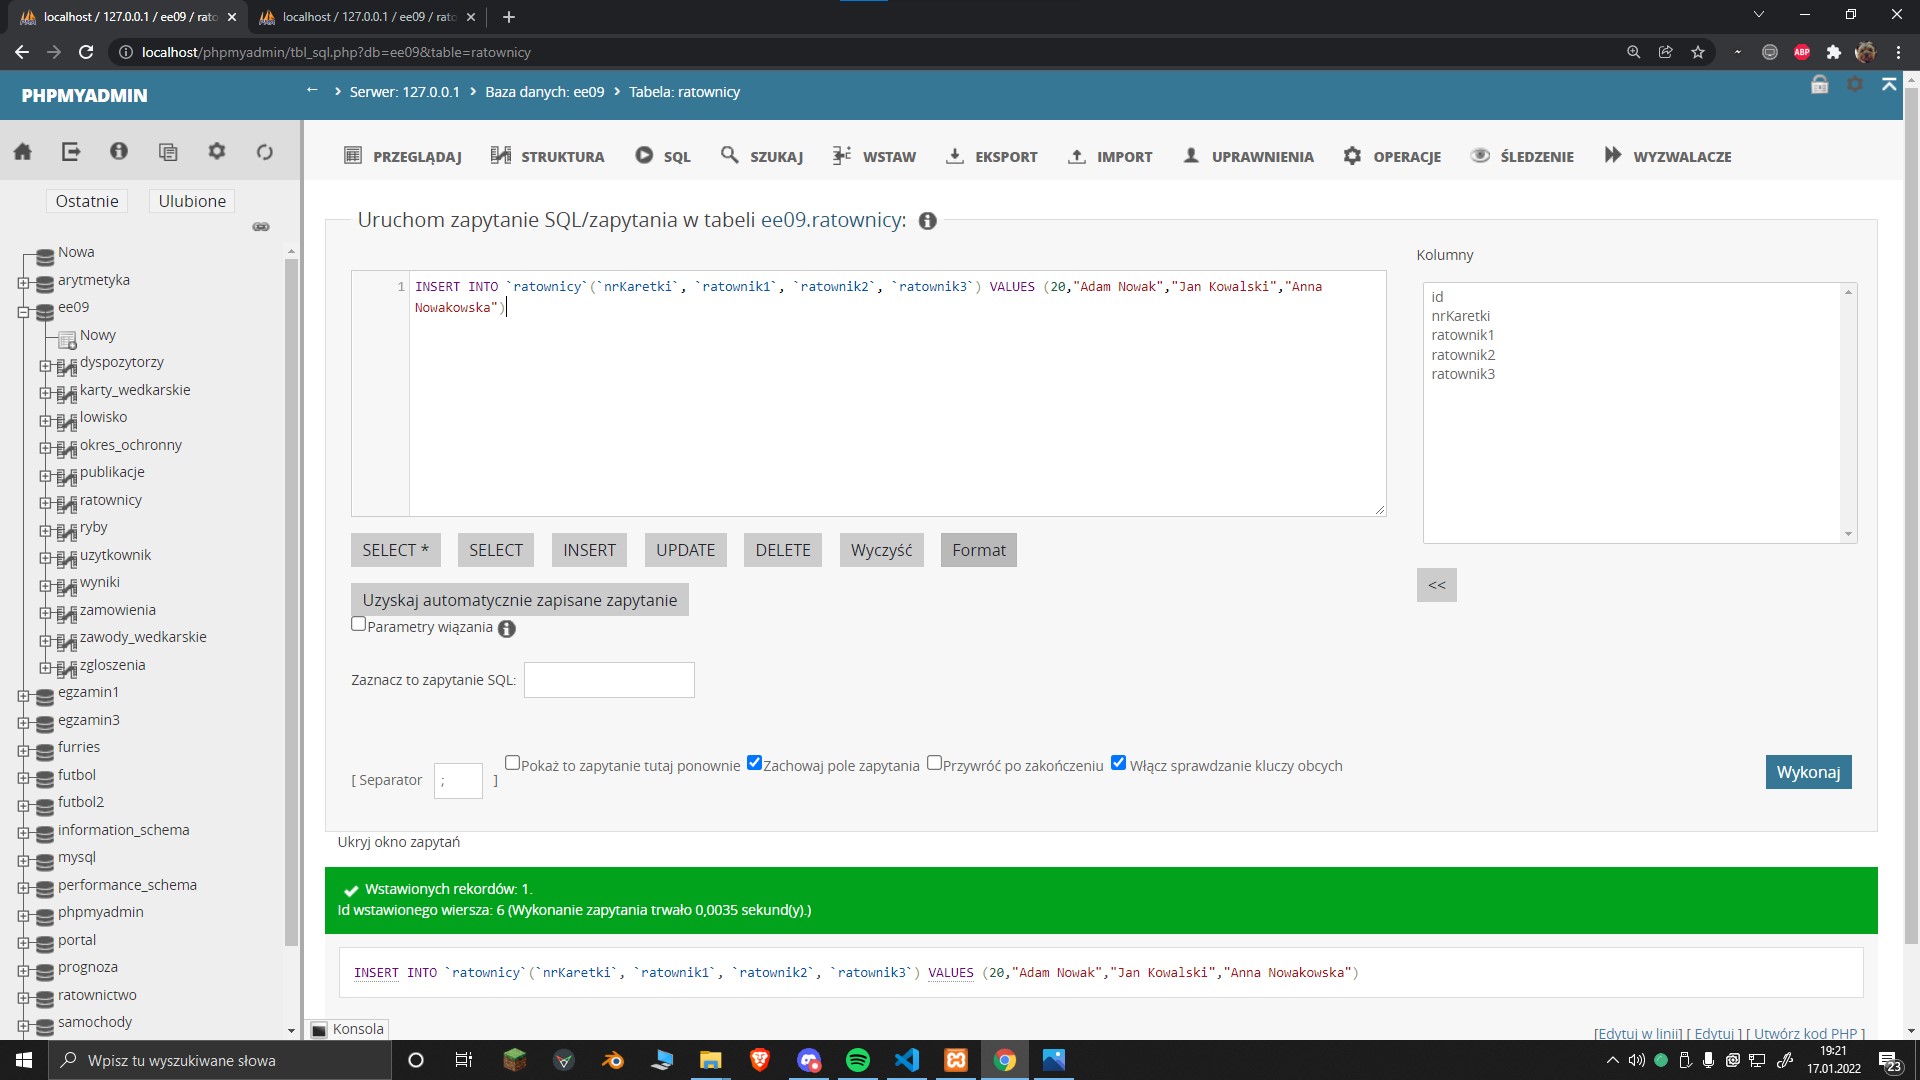 localhost / 127.0.0.1 / ee09 / rato
localhost / 127.0.0.1 / ee09 / rato
localhost/phpmyadmin/tbl_sql.php?db=ee09&table=ratownicy
ABP
PHPMYADMIN
Serwer: 127.0.0.1
Baza danych: ee09
Tabela: ratownicy
PRZEGLĄDAJ
STRUKTURA
SQL
SZUKAJ
WSTAW
EKSPORT
IMPORT
UPRAWNIENIA
OPERACJE
ŚLEDZENIE
WYZWALACZE
Ostatnie
Ulubione
Nowa
arytmetyka
ee09
Nowy
dyspozytorzy
karty_wedkarskie
lowisko
okres_ochronny
publikacje
ratownicy
ryby
uzytkownik
wyniki
zamowienia
zawody_wedkarskie
zgloszenia
egzamin1
egzamin3
furries
futbol
futbol2
information_schema
mysql
performance_schema
phpmyadmin
portal
prognoza
ratownictwo
samochody
Uruchom zapytanie SQL/zapytania w tabeli ee09.ratownicy:
1 INSERT INTO `ratownicy`(`nrKaretki`, `ratownik1`, `ratownik2`, `ratownik3`) VALUES (20,"Adam Nowak","Jan Kowalski","Anna
Nowakowska")
Kolumny
id
nrKaretki
ratownik1
ratownik2
ratownik3
<<
SELECT *
SELECT
INSERT
UPDATE
DELETE
Wyczyść
Format
Uzyskaj automatycznie zapisane zapytanie
Parametry wiązania
Zaznacz to zapytanie SQL:
[ Separator ; ]
Pokaż to zapytanie tutaj ponownie
Zachowaj pole zapytania
Przywróć po zakończeniu
Włącz sprawdzanie kluczy obcych
Wykonaj
Ukryj okno zapytań
Wstawionych rekordów: 1.
Id wstawionego wiersza: 6 (Wykonanie zapytania trwało 0,0035 sekund(y).)
INSERT INTO `ratownicy`(`nrKaretki`, `ratownik1`, `ratownik2`, `ratownik3`) VALUES (20,"Adam Nowak","Jan Kowalski","Anna Nowakowska")
[Edytuj w linii] [ Edytuj ] [ Utwórz kod PHP ]
Konsola
Wpisz tu wyszukiwane słowa
19:21
17.01.2022
23